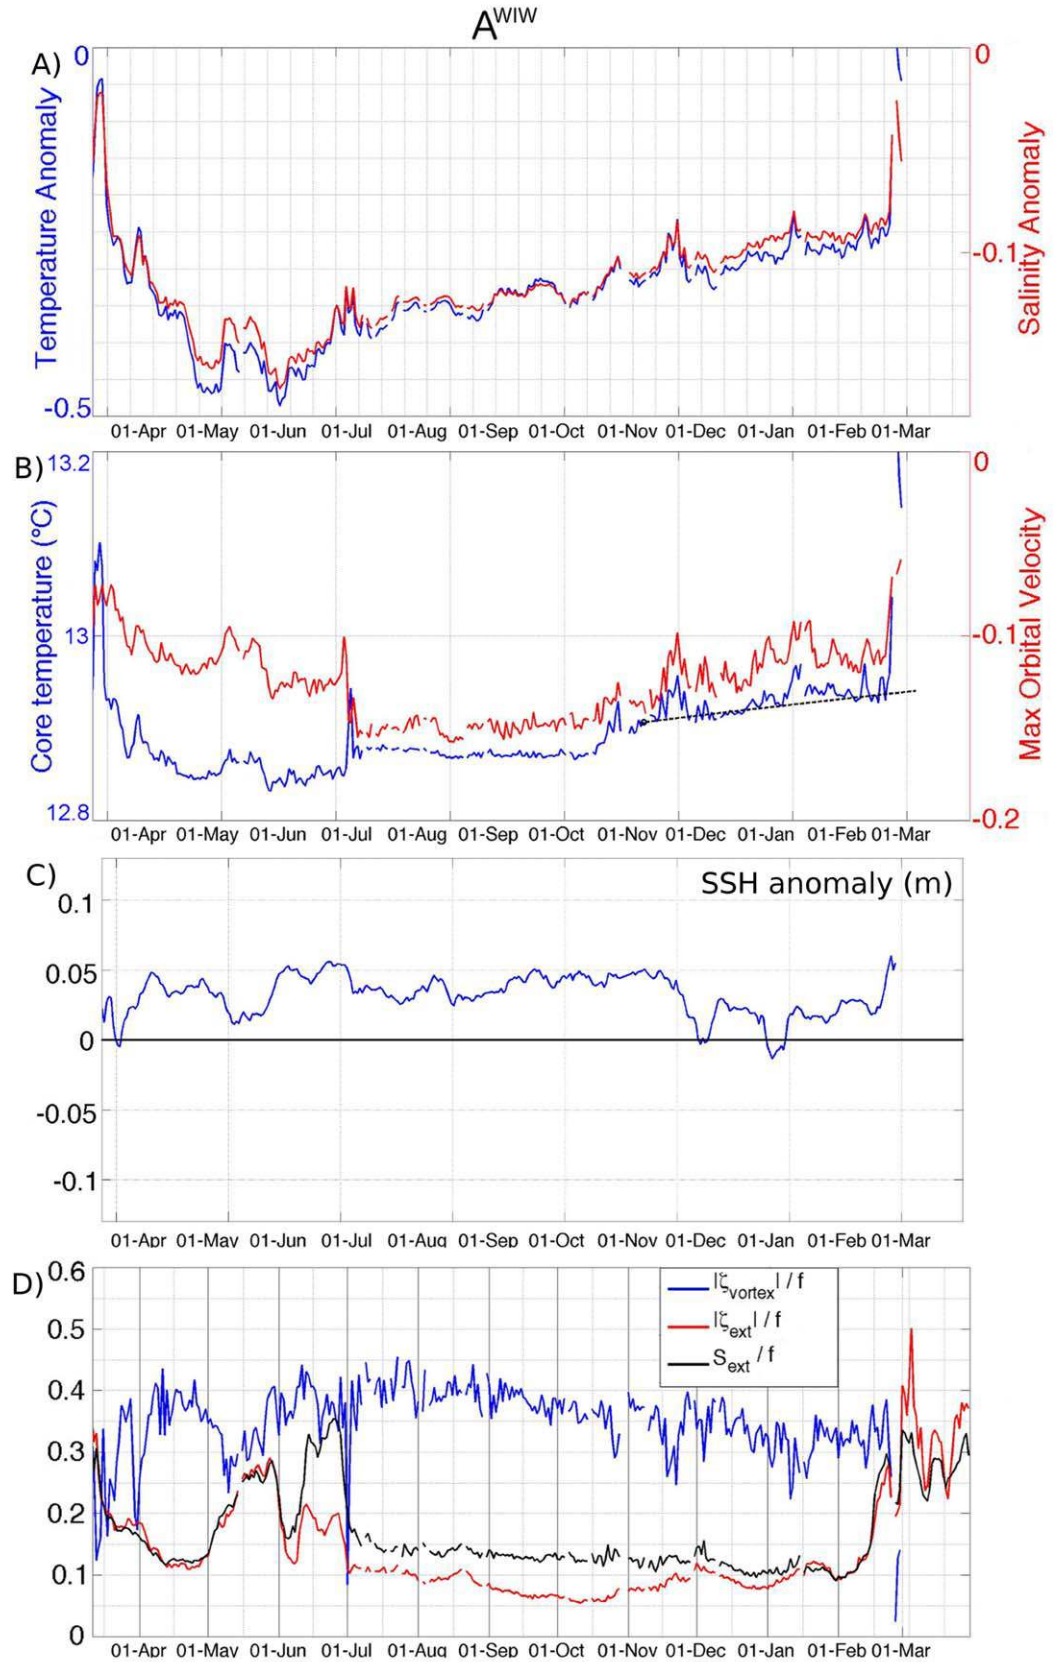 A^WIW
A)
0
Temperature Anomaly
-0.5
0
-0.1
Salinity Anomaly
01-Apr 01-May 01-Jun 01-Jul 01-Aug 01-Sep 01-Oct 01-Nov 01-Dec 01-Jan 01-Feb 01-Mar
B)
13.2
13
12.8
Core temperature (°C)
0
-0.1
-0.2
Max Orbital Velocity
01-Apr 01-May 01-Jun 01-Jul 01-Aug 01-Sep 01-Oct 01-Nov 01-Dec 01-Jan 01-Feb 01-Mar
C)
SSH anomaly (m)
0.1
0.05
0
-0.05
-0.1
01-Apr 01-May 01-Jun 01-Jul 01-Aug 01-Sep 01-Oct 01-Nov 01-Dec 01-Jan 01-Feb 01-Mar
D)
0.6
0.5
0.4
0.3
0.2
0.1
0
|ζvortex| / f
|ζext| / f
Sext / f
01-Apr 01-May 01-Jun 01-Jul 01-Aug 01-Sep 01-Oct 01-Nov 01-Dec 01-Jan 01-Feb 01-Mar